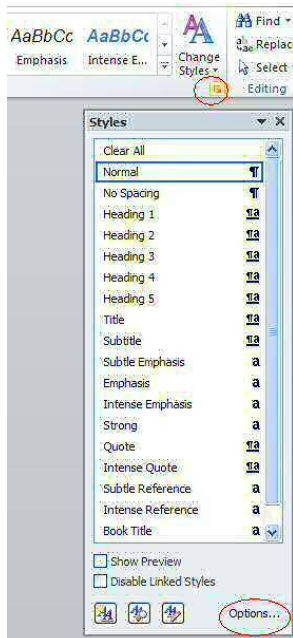 AaBbCc AaBbCc
Emphasis Intense E...
Change
Styles
Find
Replac
Select
Editing
Styles
Clear All
Normal ¶
No Spacing ¶
Heading 1 ¶a
Heading 2 ¶a
Heading 3 ¶a
Heading 4 ¶a
Heading 5 ¶a
Title ¶a
Subtitle ¶a
Subtle Emphasis a
Emphasis a
Intense Emphasis a
Strong a
Quote ¶a
Intense Quote ¶a
Subtle Reference a
Intense Reference a
Book Title a
Show Preview
Disable Linked Styles
Options...